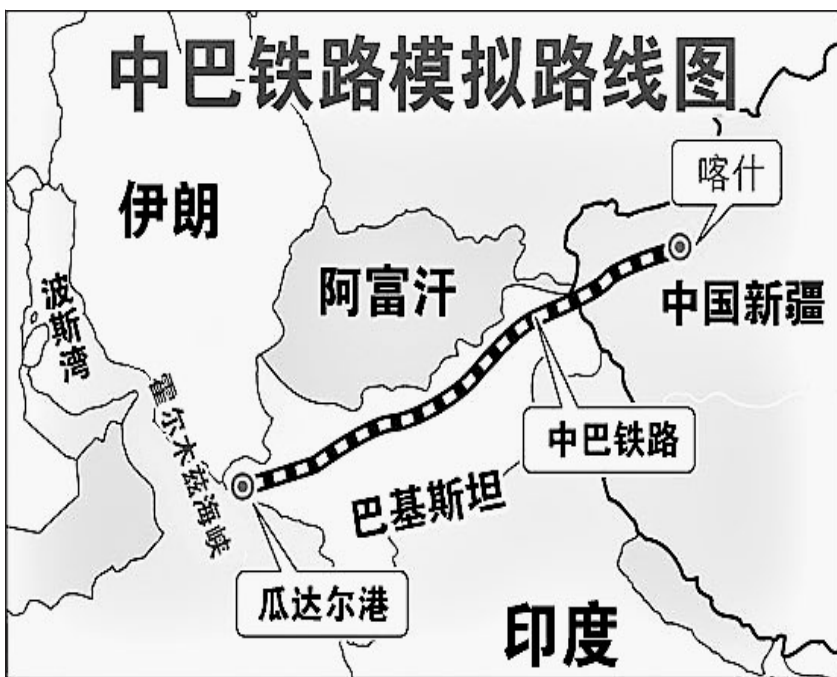 中巴铁路模拟路线图
喀什
伊朗
阿富汗
中国新疆
波斯湾
霍尔木兹海峡
中巴铁路
巴基斯坦
瓜达尔港
印度